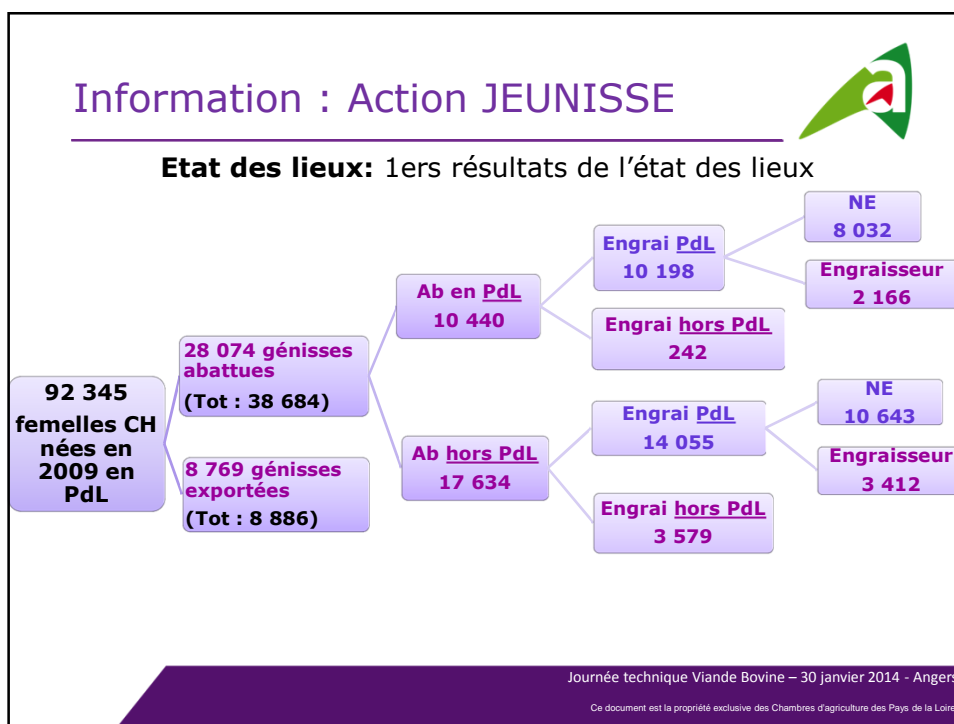 Information : Action JEUNISSE
Etat des lieux: 1ers résultats de l'état des lieux
92 345
femelles CH
nées en
2009 en
PdL
28 074 génisses
abattues
(Tot : 38 684)
8 769 génisses
exportées
(Tot : 8 886)
Ab en PdL
10 440
Ab hors PdL
17 634
Engrai PdL
10 198
Engrai hors PdL
242
Engrai PdL
14 055
Engrai hors PdL
3 579
NE
8 032
Engraisseur
2 166
NE
10 643
Engraisseur
3 412
Journée technique Viande Bovine – 30 janvier 2014 - Angers
Ce document est la propriété exclusive des Chambres d'agriculture des Pays de la Loire